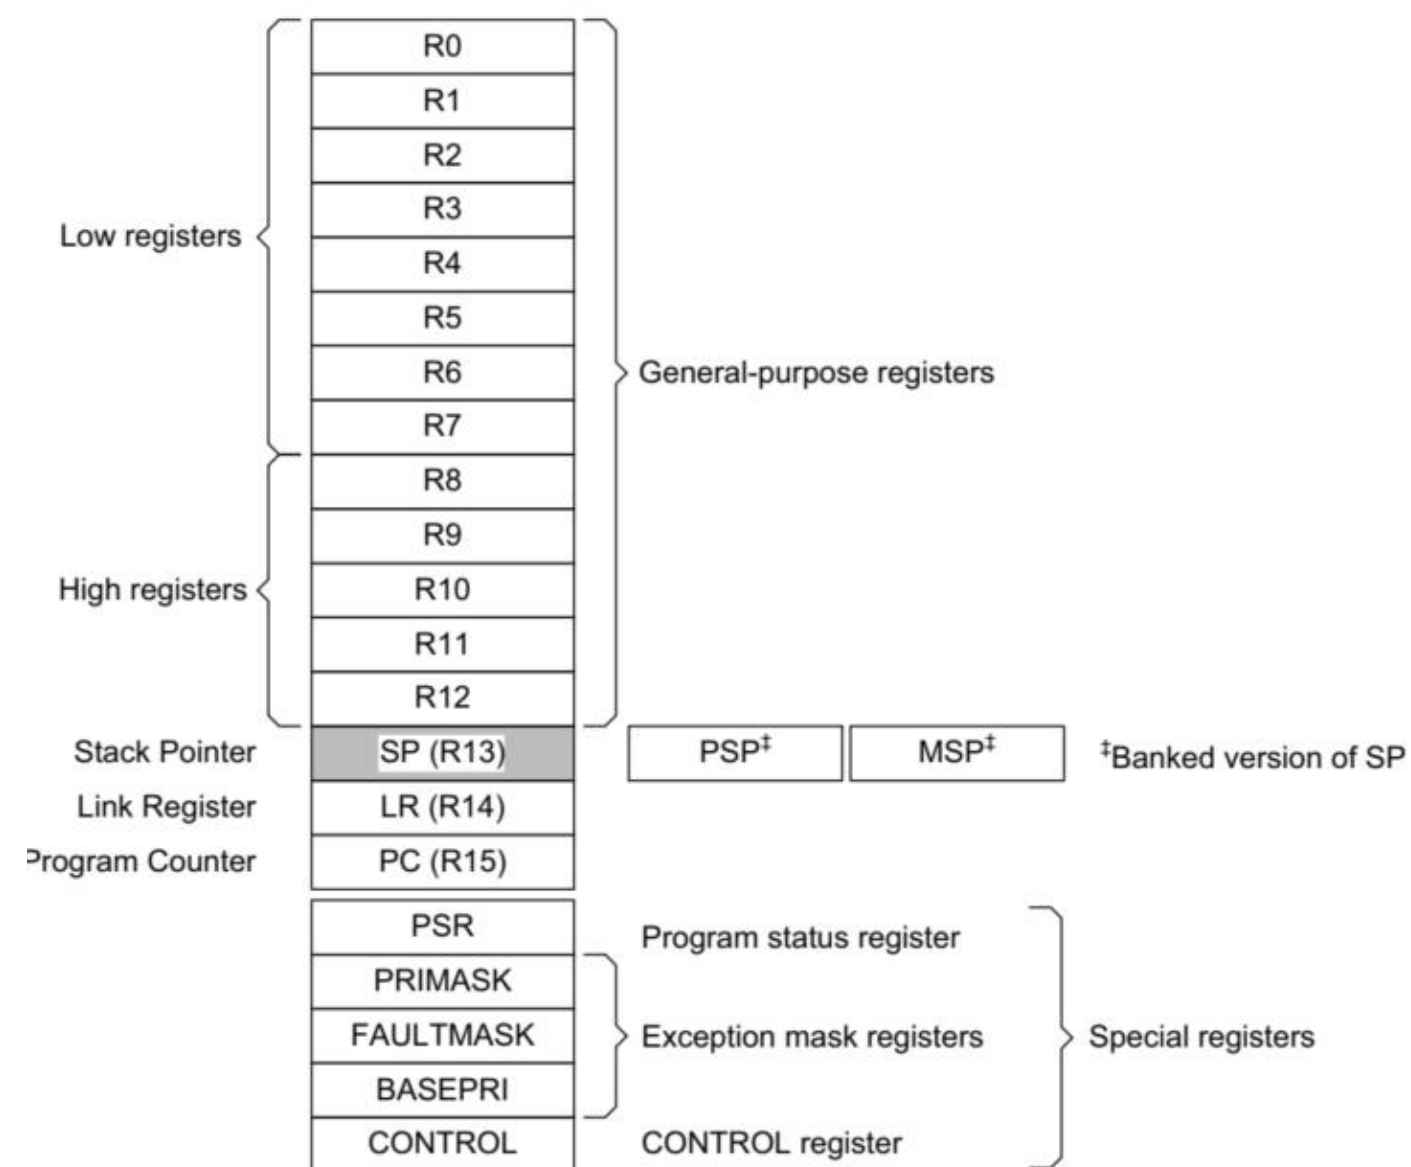 R0
R1
R2
R3
Low registers
R4
R5
R6
General-purpose registers
R7
R8
R9
High registers
R10
R11
R12
Stack Pointer SP (R13) PSP‡ MSP‡ ‡Banked version of SP
Link Register LR (R14)
Program Counter PC (R15)
PSR Program status register
PRIMASK
FAULTMASK Exception mask registers Special registers
BASEPRI
CONTROL CONTROL register